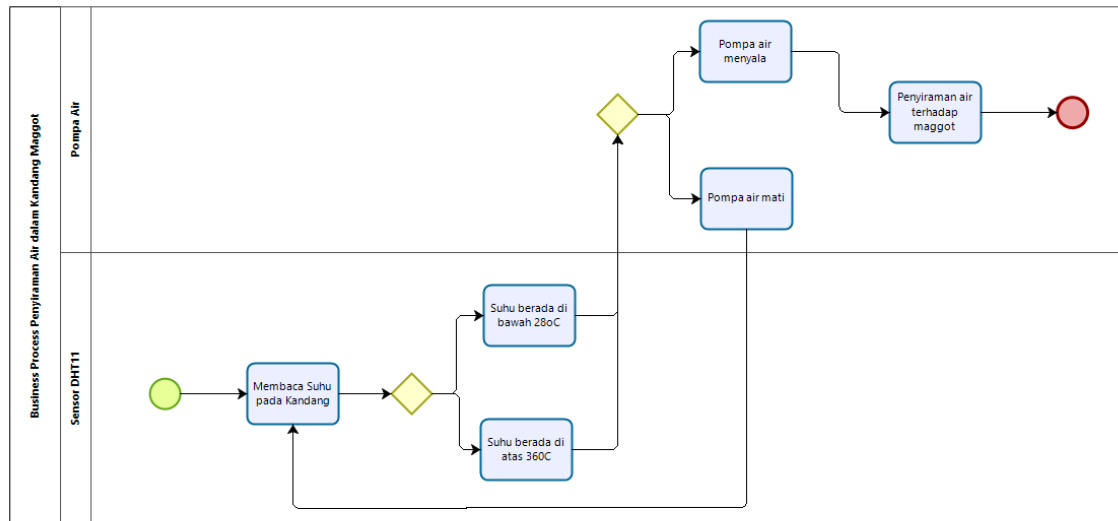 Business Process Penyiraman Air dalam Kandang Maggot
Pompa Air
Pompa air
menyala
Penyiraman air
terhadap
maggot
Pompa air mati
Sensor DHT11
Suhu berada di
bawah 28oC
Membaca Suhu
pada Kandang
Suhu berada di
atas 360C